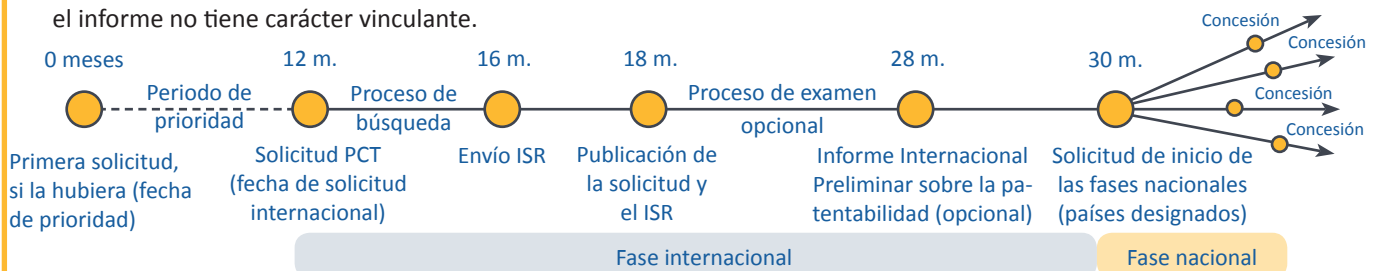 el informe no tiene carácter vinculante.
0 meses
12 m.
16 m.
18 m.
28 m.
30 m.
Concesión
Concesión
Concesión
Concesión
Periodo de
prioridad
Proceso de
búsqueda
Proceso de examen
opcional
Primera solicitud,
si la hubiera (fecha
de prioridad)
Solicitud PCT
(fecha de solicitud
internacional)
Envío ISR
Publicación de
la solicitud y
el ISR
Informe Internacional
Preliminar sobre la pa-
tentabilidad (opcional)
Solicitud de inicio de
las fases nacionales
(países designados)
Fase internacional
Fase nacional